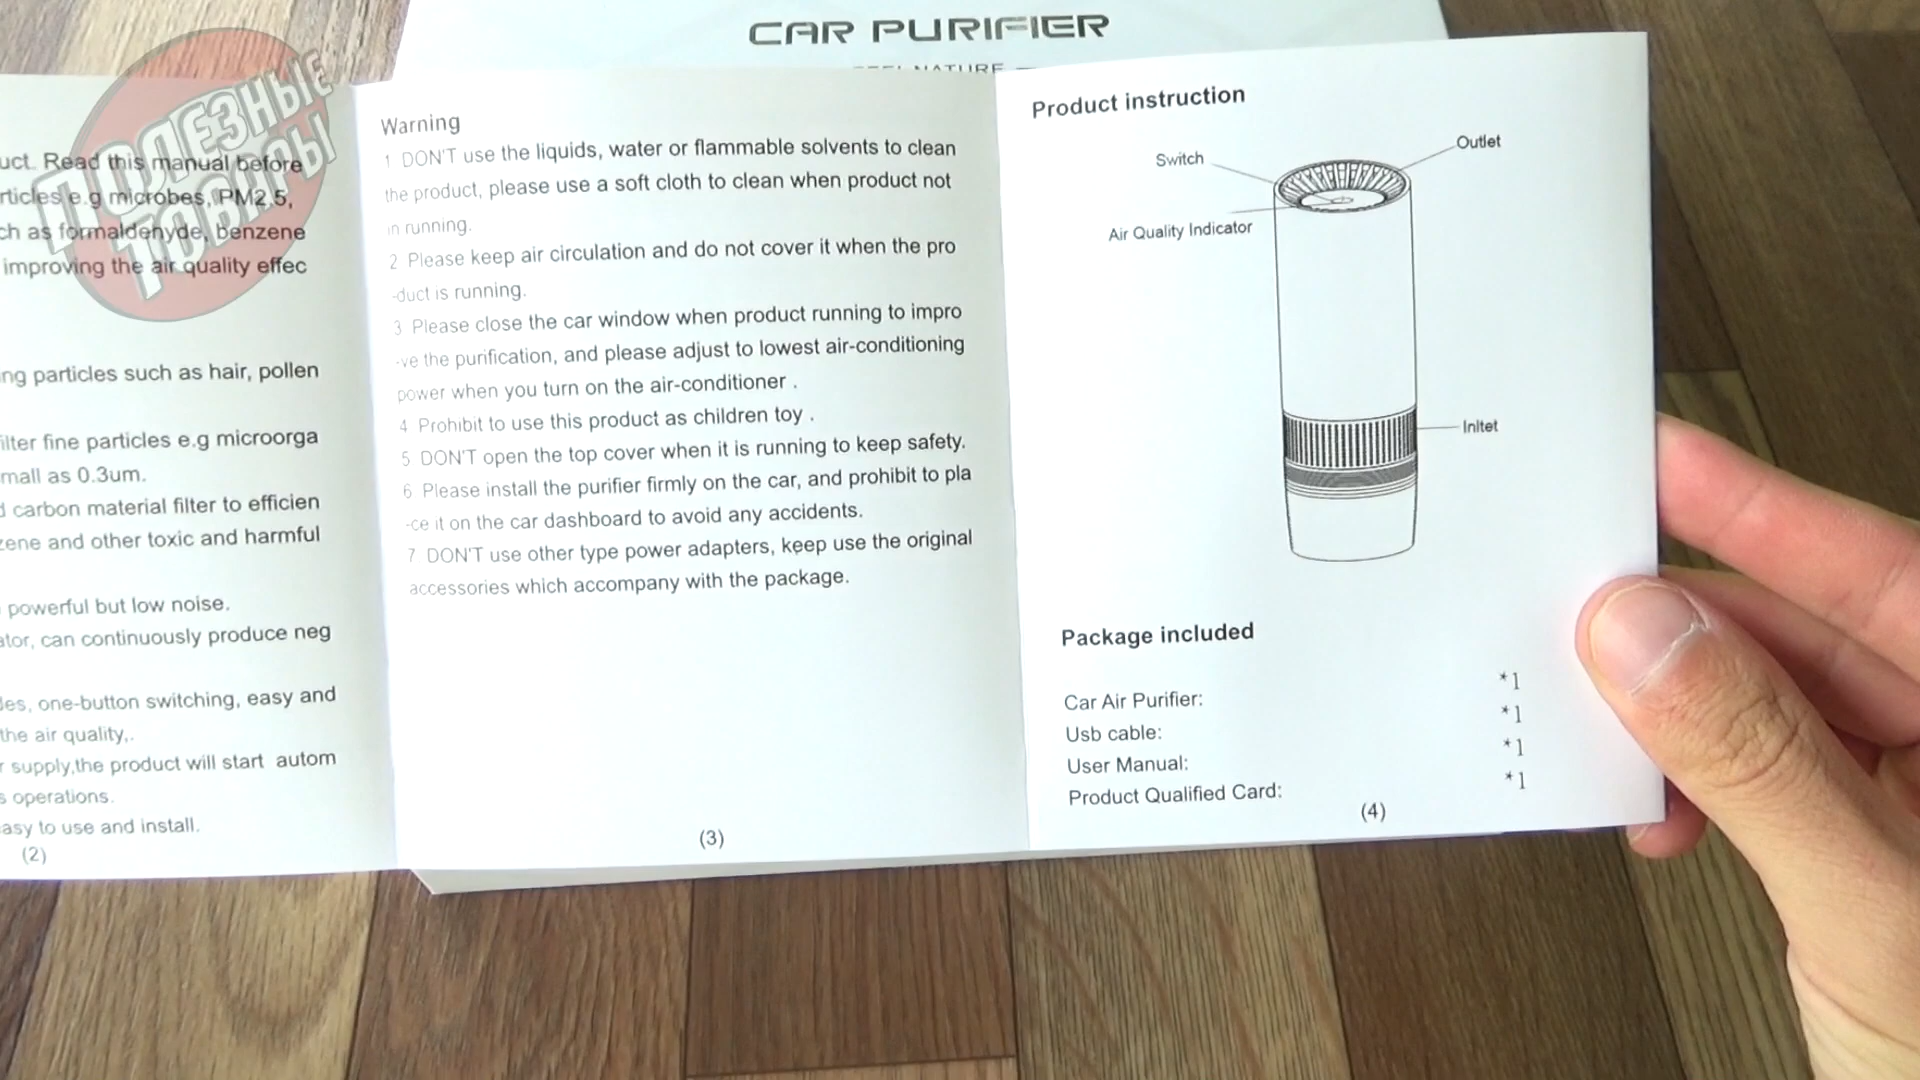 ПОЛЕЗНЫЕ
ТОВАРЫ
CAR PURIFIER
NATURE
Read this manual before
e.g microbes, PM2.5,
as formaldehyde, benzene
improving the air quality effec
particles such as hair, pollen
fine particles e.g microorga
as 0.3um.
carbon material filter to efficien
and other toxic and harmful
powerful but low noise.
can continuously produce neg
one-button switching, easy and
the air quality,.
supply,the product will start autom
operations.
to use and install.
(2)
Warning
1 DON'T use the liquids, water or flammable solvents to clean
the product, please use a soft cloth to clean when product not
in running.
2 Please keep air circulation and do not cover it when the pro
-duct is running.
3 Please close the car window when product running to impro
-ve the purification, and please adjust to lowest air-conditioning
power when you turn on the air-conditioner .
4 Prohibit to use this product as children toy .
5 DON'T open the top cover when it is running to keep safety.
6 Please install the purifier firmly on the car, and prohibit to pla
-ce it on the car dashboard to avoid any accidents.
7 DON'T use other type power adapters, keep use the original
accessories which accompany with the package.
(3)
Product instruction
Outlet
Switch
Air Quality Indicator
Inltet
Package included
Car Air Purifier: *1
Usb cable: *1
User Manual: *1
Product Qualified Card: *1
(4)